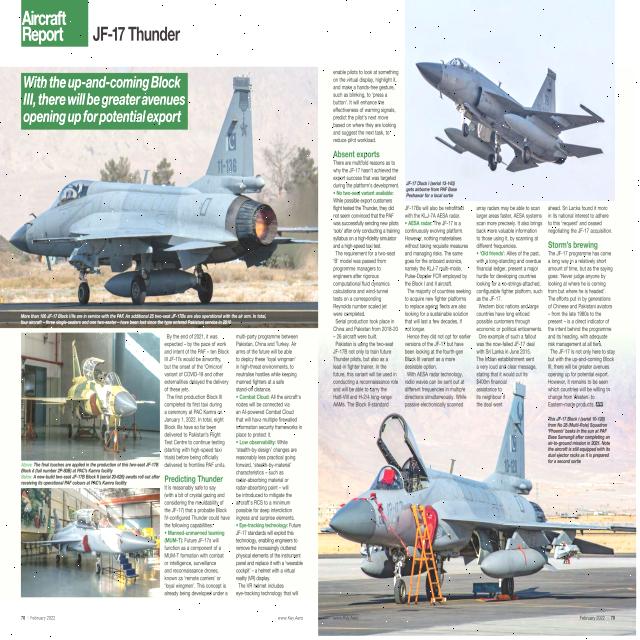 Aircraft
Report
JF-17 Thunder
With the up-and-coming Block
III, there will be greater avenues
opening up for potential export
More than 100 JF-17 Block I/IIs are in service with the PAF. An additional 25 two-seat JF-17Bs are also operational with the air arm. In total,
four aircraft – three single-seaters and one two-seater – have been lost since the type entered Pakistani service in 2010
Above: The final touches are applied in the production of this two-seat JF-17B
Block II (tail number 2P-60B) at PAC's Kamra facility
Below: A new-build two-seat JF-17B Block II (serial 20-620) awaits roll out after
receiving its operational PAF colours at PAC's Kamra facility
By the end of 2021, it was
expected – by the pace of work
and intent of the PAF – ten Block
III JF-17s would be airworthy,
but the onset of the 'Omicron'
variant of COVID-19 and other
externalities delayed the delivery
of these jets.
The first production Block III
completed its first taxi during
a ceremony at PAC Kamra on
January 1, 2022. In total, eight
Block IIIs have so far been
delivered to Pakistan's Flight
Test Centre to continue testing
(starting with high-speed taxi
trials) before being officially
delivered to frontline PAF units.
Predicting Thunder
It is reasonably safe to say
(with a bit of crystal gazing and
considering the modularity of
the JF-17) that a probable Block
IV-configured Thunder could have
the following capabilities:
• Manned-unmanned teaming
(MUM-T): Future JF-17s will
function as a component of a
MUM-T formation with combat
or intelligence, surveillance
and reconnaissance drones,
known as 'remote carriers' or
'loyal wingmen'. This concept is
already being developed under a
multi-party programme between
Pakistan, China and Turkey. Air
arms of the future will be able
to deploy these 'loyal wingmen'
in high-threat environments, to
neutralise hostiles while keeping
manned fighters at a safe
stand-off distance.
• Combat Cloud: All the aircraft's
nodes will be connected via
an AI-powered Combat Cloud
that will have multiple firewalled
information security frameworks in
place to protect it.
• Low observability: While
'stealth-by-design' changes are
reasonably less practical going
forward, 'stealth-by-material'
characteristics – such as
radar-absorbing material or
radar-absorbing paint – will
be introduced to mitigate the
aircraft's RCS to a minimum
possible for deep interdiction
ingress and surprise elements.
• Eye-tracking technology: Future
JF-17 standards will exploit this
technology, enabling engineers to
remove the increasingly cluttered
physical elements of the instrument
panel and replace it with a 'wearable
cockpit' – a helmet with a virtual
reality (VR) display.
The VR helmet includes
eye-tracking technology that will
enable pilots to look at something
on the virtual display, highlight it,
and make a hands-free gesture,
such as blinking, to 'press a
button'. It will enhance the
effectiveness of warning signals,
predict the pilot's next move
based on where they are looking
and suggest the next task, to
reduce pilot workload.
Absent exports
There are multifold reasons as to
why the JF-17 hasn't achieved the
export success that was targeted
during the platform's development.
• No two-seat variant available:
While possible export customers
flight tested the Thunder, they did
not seem convinced that the PAF
was successfully sending new pilots
'solo' after only conducting a training
syllabus on a high-fidelity simulator
and a high-speed taxi test.
The requirement for a two-seat
'B' model was passed from
programme managers to
engineers after rigorous
computational fluid dynamics
calculations and wind-tunnel
tests on a corresponding
Reynolds number scaled jet
were completed.
Serial production took place in
China and Pakistan from 2018-20
– 26 aircraft were built.
Pakistan is using the two-seat
JF-17B not only to train future
Thunder pilots, but also as a
lead-in fighter trainer. In the
future, this variant will be used in
conducting a reconnaissance role
and will be able to carry the
Hatf-VIII and H-2/4 long-range
AGMs. The Block II-standard
JF-17Bs will also be retrofitted
with the KLJ-7A AESA radar.
• AESA radar: The JF-17 is a
continuously evolving platform.
However, nothing materialises
without taking requisite measures
and managing risks. The same
goes for the onboard avionics,
namely the KLJ-7 multi-mode,
Pulse-Doppler FCR employed by
the Block I and II aircraft.
The majority of countries seeking
to acquire new fighter platforms
to replace ageing fleets are also
looking for a sustainable solution
that will last a few decades, if
not longer.
Hence they did not opt for earlier
versions of the JF-17 but have
been looking at the fourth-gen
Block III variant as a more
desirable option.
With AESA radar technology,
radio waves can be sent out at
different frequencies in multiple
directions simultaneously. While
passive electronically scanned
array radars may be able to scan
larger areas faster, AESA systems
scan more precisely. It also brings
back more valuable information
to those using it, by scanning at
different frequencies.
• 'Old friends': Allies of the past,
with a long-standing and overdue
financial ledger, present a major
hurdle for developing countries
looking for a no-strings-attached,
configurable fighter platform, such
as the JF-17.
Western bloc nations and large
countries have long enticed
possible customers through
economic or political enticements.
One example of such a fallout
was the now-failed JF-17 deal
with Sri Lanka in June 2015.
The Indian establishment sent
a very loud and clear message,
stating that it would cut its
$400m financial
assistance to
its neighbour if
the deal went
ahead. Sri Lanka found it more
in its national interest to adhere
to this 'request' and ceased
negotiating the JF-17 acquisition.
Storm's brewing
The JF-17 programme has come
a long way in a relatively short
amount of time, but as the saying
goes: 'Never judge anyone by
looking at where he is coming
from but by where he is headed'.
The efforts put in by generations
of Chinese and Pakistani aviators
– from the late 1980s to the
present – is a direct indicator of
the intent behind the programme
and its heading, with adequate
risk management at all tiers.
The JF-17 is not only here to stay
but with the up-and-coming Block
III, there will be greater avenues
opening up for potential export.
However, it remains to be seen
which countries will be willing to
change from Western- to
Eastern-made products.
JF-17 Block I (serial 13-143)
gets airborne from PAF Base
Peshawar for a local sortie
This JF-17 Block I (serial 10-120)
from No 26 (Multi-Role) Squadron
'Phoenix' basks in the sun at PAF
Base Samungli after completing an
air-to-ground mission in 2021. Note
the aircraft is still equipped with its
dual ejector racks as it is prepared
for a second sortie
78 February 2022
www.Key.Aero
www.Key.Aero
February 2022 79